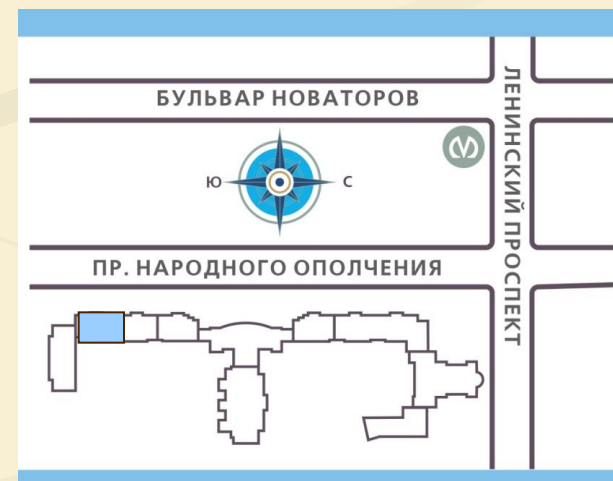 БУЛЬВАР НОВАТОРОВ
ЛЕНИНСКИЙ ПРОСПЕКТ
М
Ю
С
ПР. НАРОДНОГО ОПОЛЧЕНИЯ